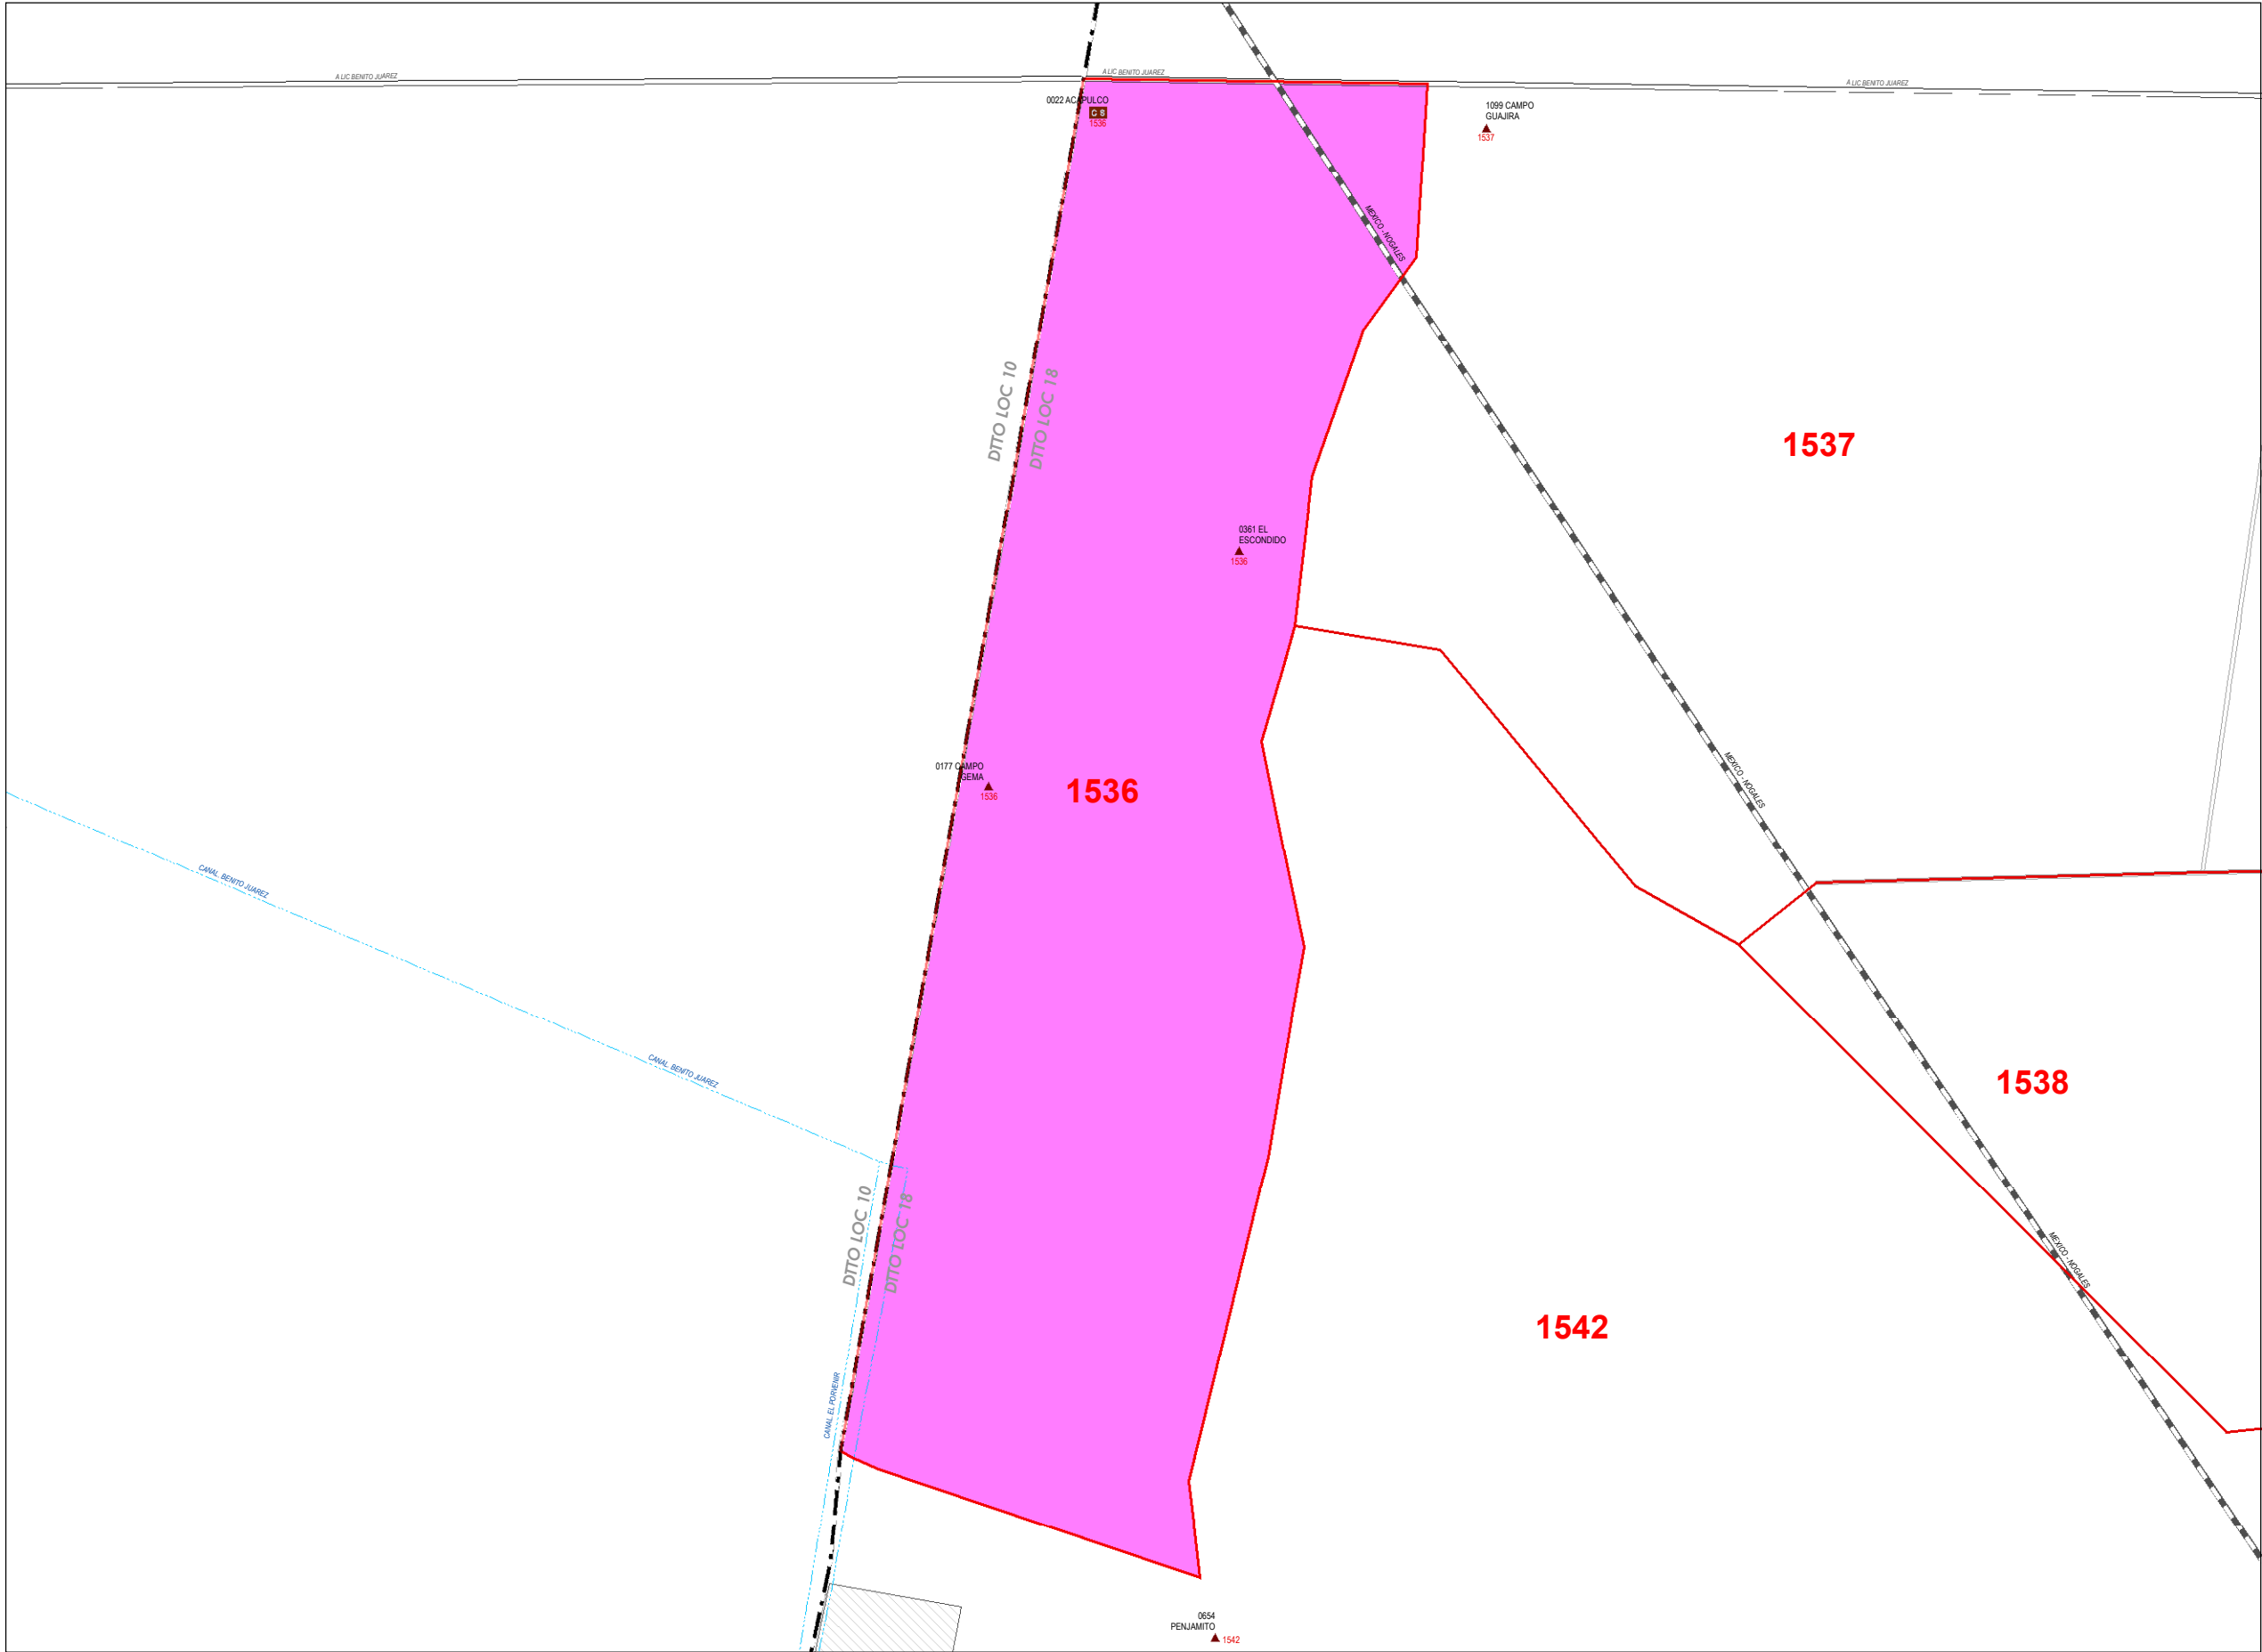 A LIC BENITO JUAREZ
A LIC BENITO JUAREZ
A LIC BENITO JUAREZ
0022 ACAPULCO
C B
1536
1099 CAMPO
GUAJIRA
1537
MEXICO - NOGALES
DTTO LOC 10
DTTO LOC 18
1537
0361 EL
ESCONDIDO
1536
0177 CAMPO
GEMA
1536
1536
MEXICO - NOGALES
CANAL BENITO JUAREZ
CANAL BENITO JUAREZ
1538
DTTO LOC 10
DTTO LOC 18
MEXICO - NOGALES
1542
CANAL EL PORVENIR
0654
PENJAMITO
1542